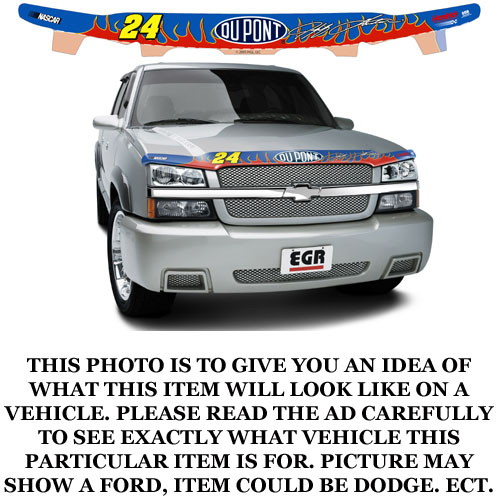 NASCAR 24 DU PONT
24 DU PONT
EGR
THIS PHOTO IS TO GIVE YOU AN IDEA OF
WHAT THIS ITEM WILL LOOK LIKE ON A
VEHICLE. PLEASE READ THE AD CAREFULLY
TO SEE EXACTLY WHAT VEHICLE THIS
PARTICULAR ITEM IS FOR. PICTURE MAY
SHOW A FORD, ITEM COULD BE DODGE. ECT.